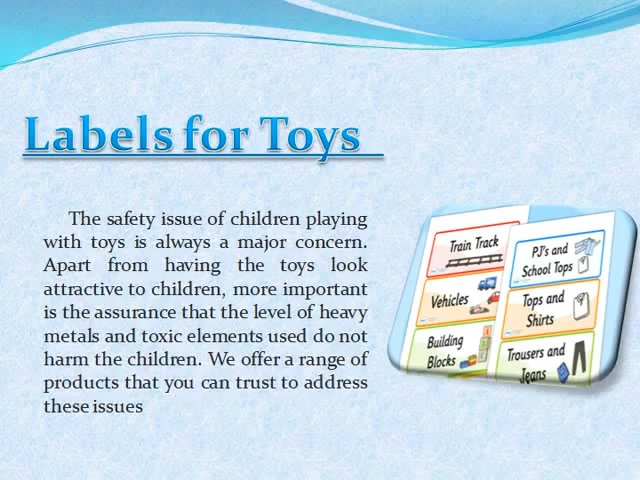 Labels for Toys
The safety issue of children playing
with toys is always a major concern.
Apart from having the toys look
attractive to children, more important
is the assurance that the level of heavy
metals and toxic elements used do not
harm the children. We offer a range of
products that you can trust to address
these issues
Train Track
Vehicles
Building
Blocks
PJ's and
School Tops
Tops and
Shirts
Trousers and
Jeans